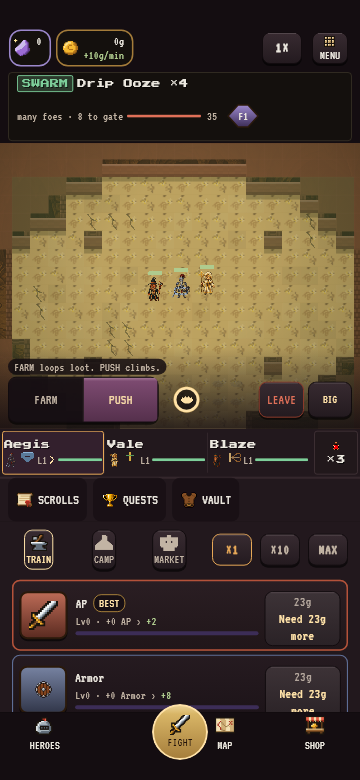 0
0g
+10g/min
1X
MENU
SWARM Drip Ooze ×4
many foes · 8 to gate 35 F1
FARM loops loot. PUSH climbs.
FARM
PUSH
LEAVE
BIG
Aegis
L1
Vale
L1
Blaze
L1
×3
SCROLLS
QUESTS
VAULT
TRAIN
CAMP
MARKET
X1
X10
MAX
AP BEST
Lv0 · +0 AP › +2
23g
Need 23g
more
Armor
Lv0 · +0 Armor › +8
23g
Need 23g
more
HEROES
FIGHT
MAP
SHOP